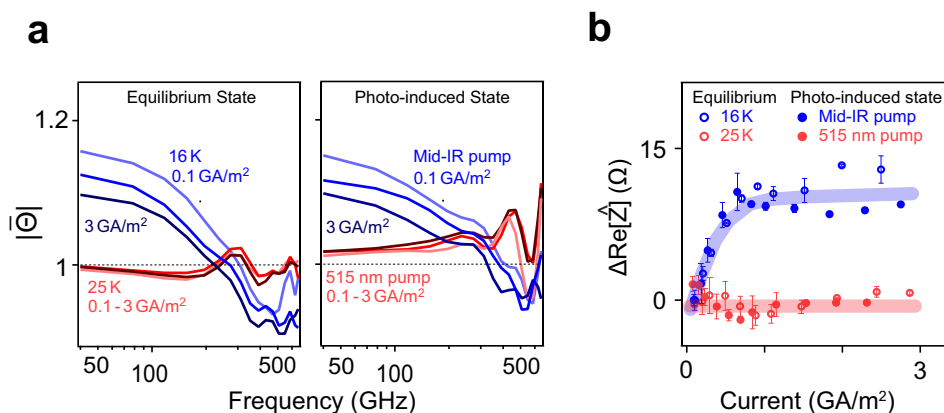 a
Equilibrium State
Photo-induced State
1.2
1
|Θ̅|
16 K
0.1 GA/m²
3 GA/m²
25 K
0.1 - 3 GA/m²
Mid-IR pump
0.1 GA/m²
3 GA/m²
515 nm pump
0.1 - 3 GA/m²
50
100
500
50
100
500
Frequency (GHz)
b
Equilibrium Photo-induced state
16 K Mid-IR pump
25 K 515 nm pump
15
0
ΔRe[Ẑ] (Ω)
0
3
Current (GA/m²)